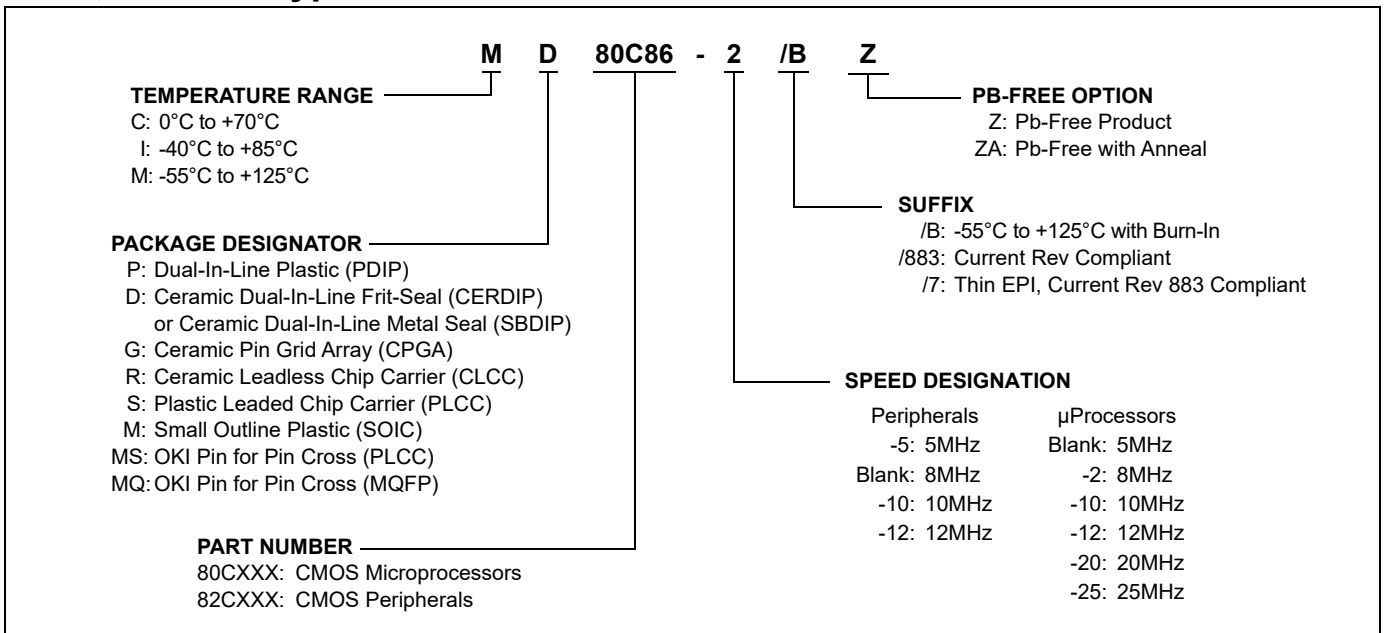 M D 80C86 - 2 /B Z
TEMPERATURE RANGE
C: 0°C to +70°C
I: -40°C to +85°C
M: -55°C to +125°C
PACKAGE DESIGNATOR
P: Dual-In-Line Plastic (PDIP)
D: Ceramic Dual-In-Line Frit-Seal (CERDIP)
or Ceramic Dual-In-Line Metal Seal (SBDIP)
G: Ceramic Pin Grid Array (CPGA)
R: Ceramic Leadless Chip Carrier (CLCC)
S: Plastic Leaded Chip Carrier (PLCC)
M: Small Outline Plastic (SOIC)
MS: OKI Pin for Pin Cross (PLCC)
MQ: OKI Pin for Pin Cross (MQFP)
PART NUMBER
80CXXX: CMOS Microprocessors
82CXXX: CMOS Peripherals
PB-FREE OPTION
Z: Pb-Free Product
ZA: Pb-Free with Anneal
SUFFIX
/B: -55°C to +125°C with Burn-In
/883: Current Rev Compliant
/7: Thin EPI, Current Rev 883 Compliant
SPEED DESIGNATION
Peripherals
-5: 5MHz
Blank: 8MHz
-10: 10MHz
-12: 12MHz
µProcessors
Blank: 5MHz
-2: 8MHz
-10: 10MHz
-12: 12MHz
-20: 20MHz
-25: 25MHz